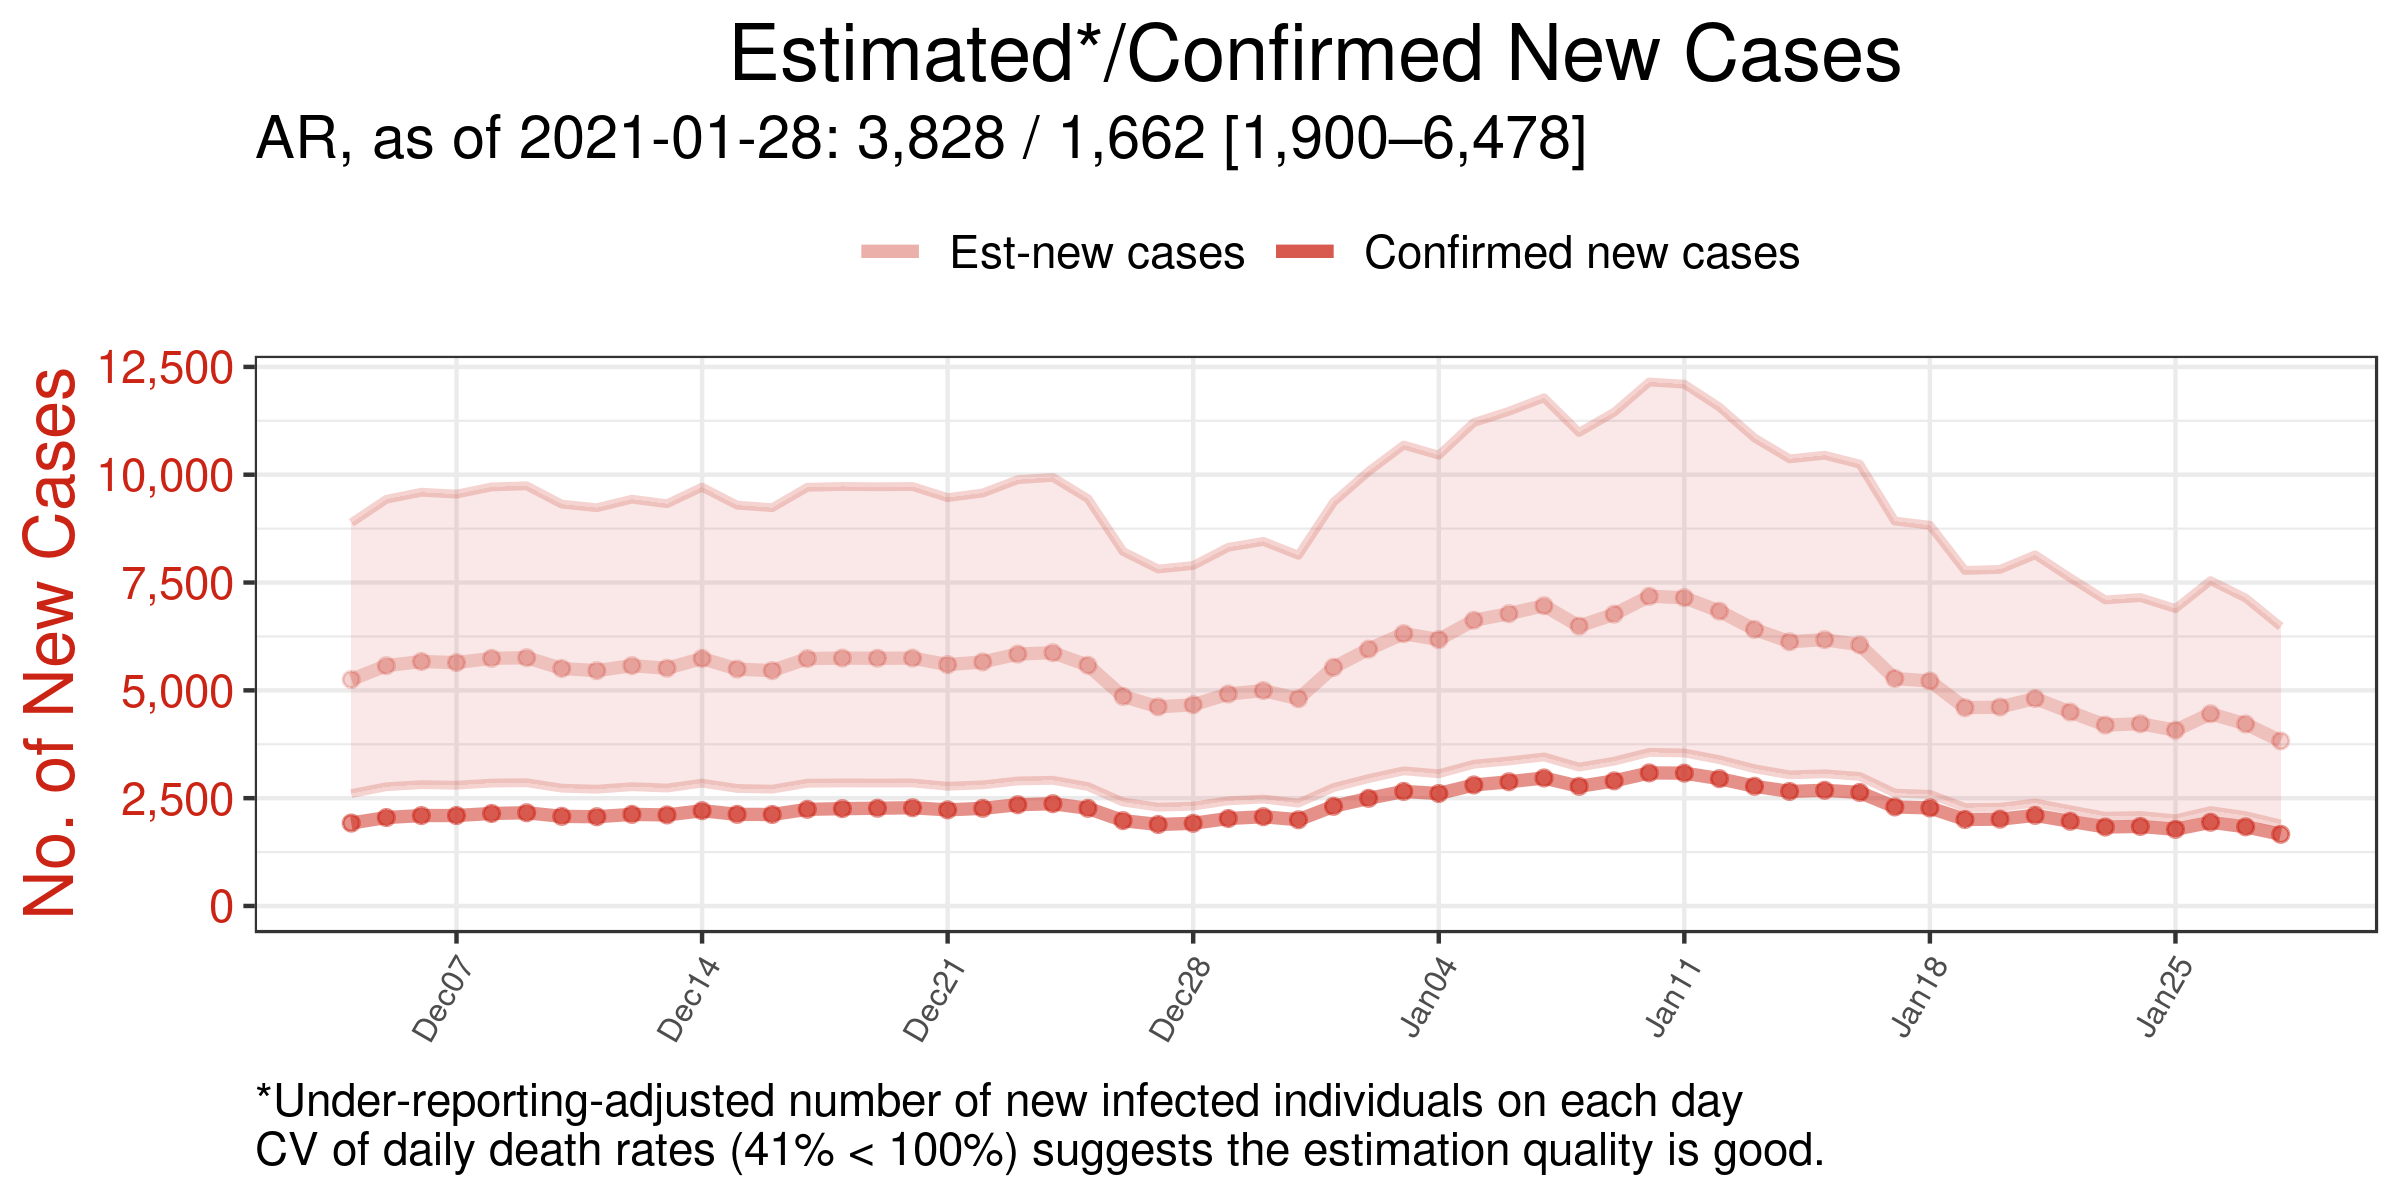 Estimated*/Confirmed New Cases
AR, as of 2021-01-28: 3,828 / 1,662 [1,900–6,478]
Est-new cases
Confirmed new cases
No. of New Cases
12,500
10,000
7,500
5,000
2,500
0
Dec07
Dec14
Dec21
Dec28
Jan04
Jan11
Jan18
Jan25
*Under-reporting-adjusted number of new infected individuals on each day
CV of daily death rates (41% < 100%) suggests the estimation quality is good.